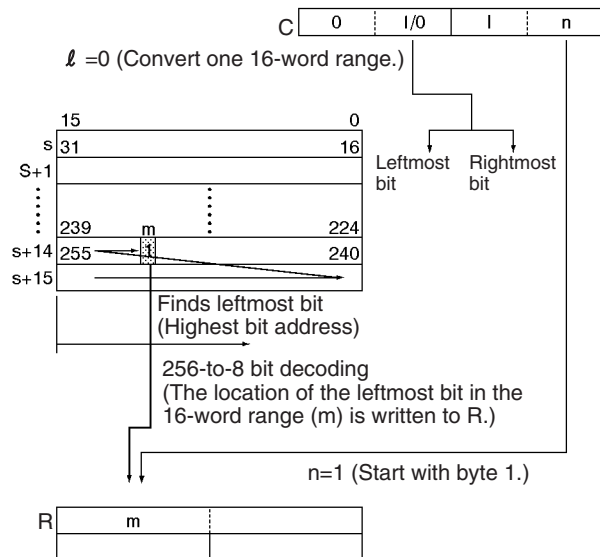 C 0 1/0 l n
ℓ =0 (Convert one 16-word range.)
15 0
s 31 16
S+1
Leftmost bit
Rightmost bit
239 m 224
s+14 255 1 240
s+15
Finds leftmost bit
(Highest bit address)
256-to-8 bit decoding
(The location of the leftmost bit in the
16-word range (m) is written to R.)
n=1 (Start with byte 1.)
R m